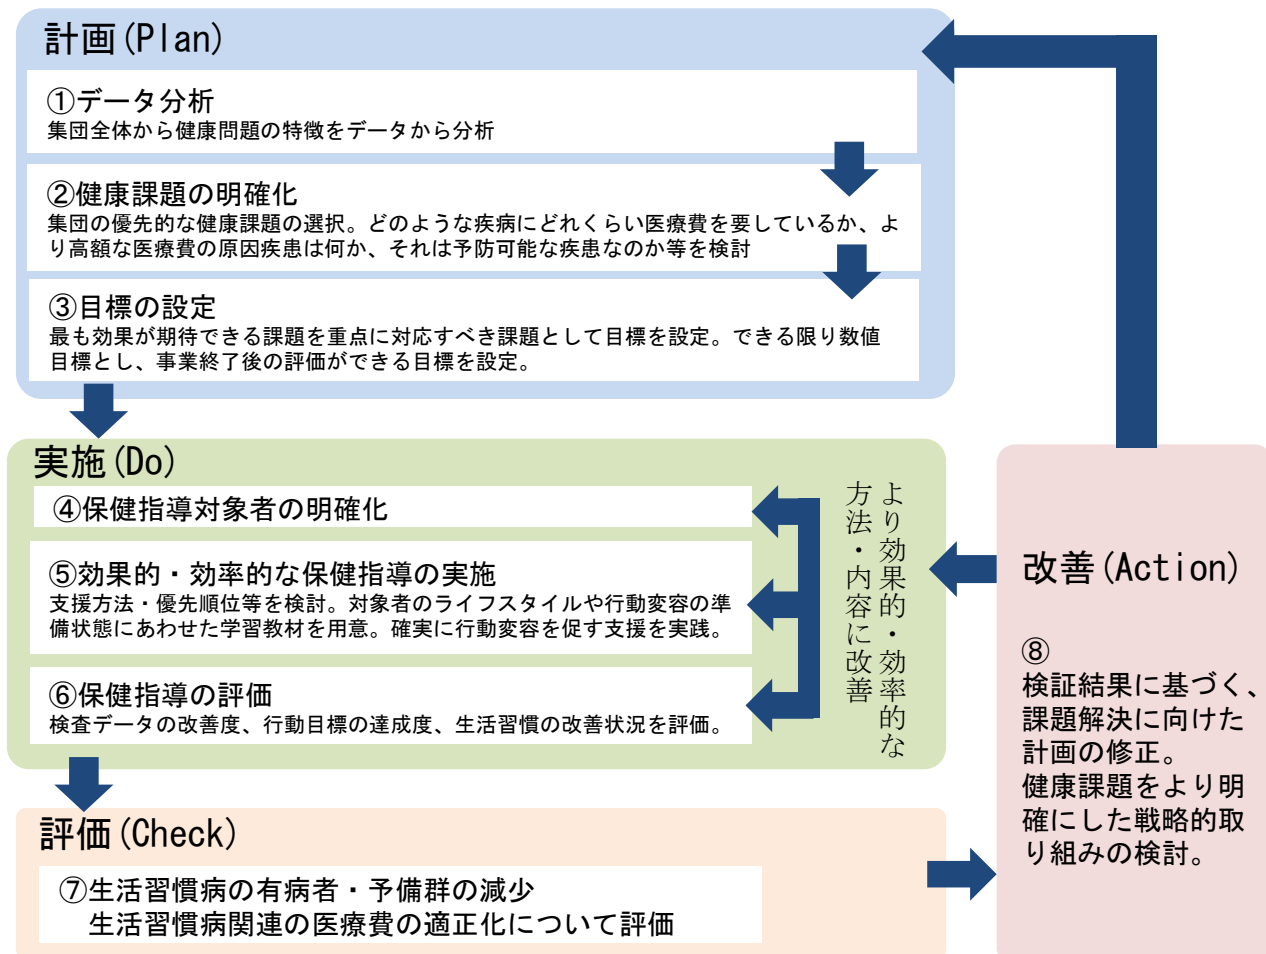 計画(Plan)
①データ分析
集団全体から健康問題の特徴をデータから分析
②健康課題の明確化
集団の優先的な健康課題の選択。どのような疾病にどれくらい医療費を要しているか、よ
り高額な医療費の原因疾患は何か、それは予防可能な疾患なのか等を検討
③目標の設定
最も効果が期待できる課題を重点に対応すべき課題として目標を設定。できる限り数値
目標とし、事業終了後の評価ができる目標を設定。
実施(Do)
④保健指導対象者の明確化
⑤効果的・効率的な保健指導の実施
支援方法・優先順位等を検討。対象者のライフスタイルや行動変容の準
備状態にあわせた学習教材を用意。確実に行動変容を促す支援を実践。
⑥保健指導の評価
検査データの改善度、行動目標の達成度、生活習慣の改善状況を評価。
より効果的・効率的な
方法・内容に改善
評価(Check)
⑦生活習慣病の有病者・予備群の減少
生活習慣病関連の医療費の適正化について評価
改善(Action)
⑧
検証結果に基づく、
課題解決に向けた
計画の修正。
健康課題をより明
確にした戦略的取
り組みの検討。